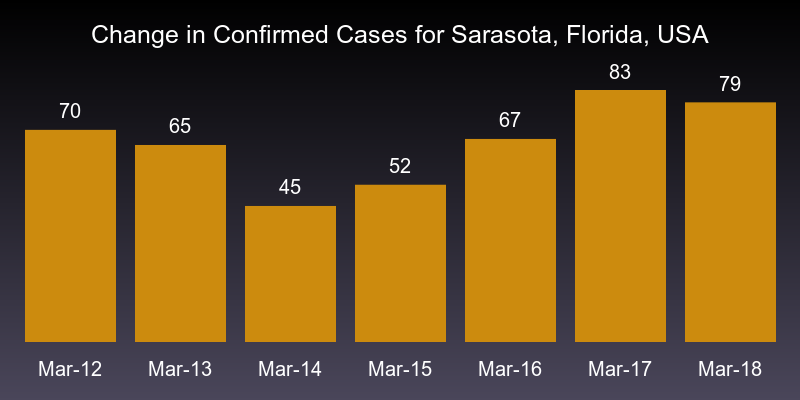 Change in Confirmed Cases for Sarasota, Florida, USA
70
65
45
52
67
83
79
Mar-12
Mar-13
Mar-14
Mar-15
Mar-16
Mar-17
Mar-18